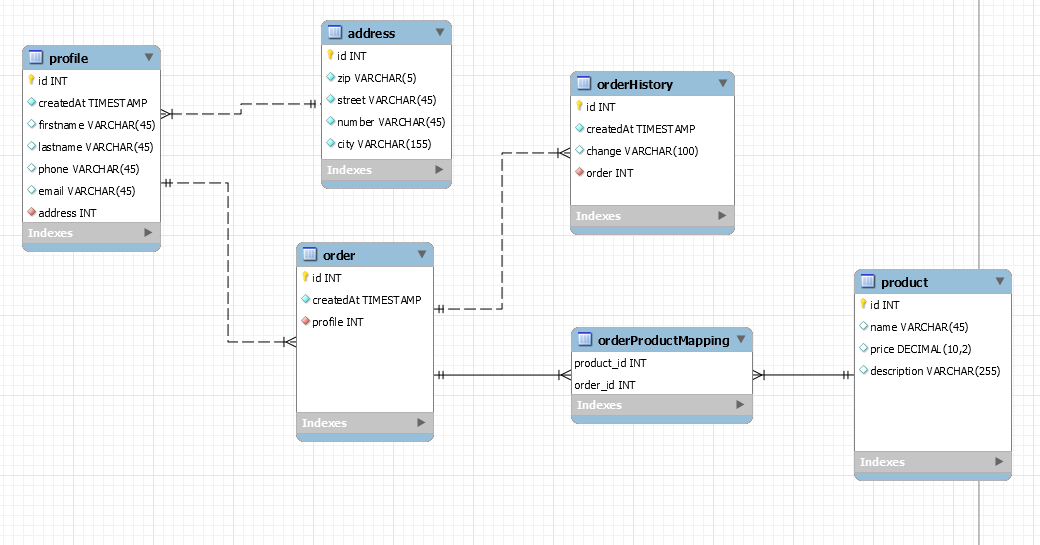 profile
id INT
createdAt TIMESTAMP
firstname VARCHAR(45)
lastname VARCHAR(45)
phone VARCHAR(45)
email VARCHAR(45)
address INT
Indexes
address
id INT
zip VARCHAR(5)
street VARCHAR(45)
number VARCHAR(45)
city VARCHAR(155)
Indexes
order
id INT
createdAt TIMESTAMP
profile INT
Indexes
orderHistory
id INT
createdAt TIMESTAMP
change VARCHAR(100)
order INT
Indexes
orderProductMapping
product_id INT
order_id INT
Indexes
product
id INT
name VARCHAR(45)
price DECIMAL(10,2)
description VARCHAR(255)
Indexes